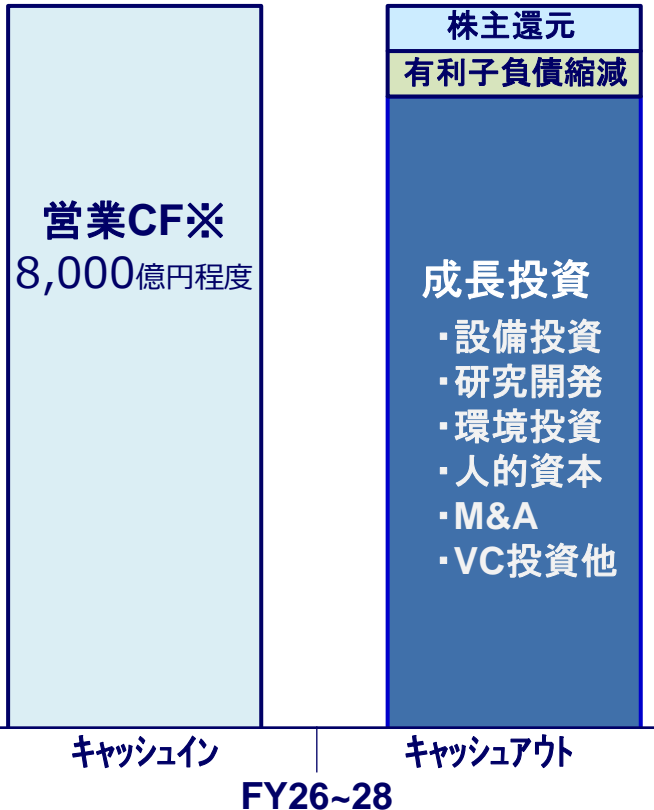 営業CF※
8,000億円程度
株主還元
有利子負債縮減
成長投資
・設備投資
・研究開発
・環境投資
・人的資本
・M&A
・VC投資他
キャッシュイン
キャッシュアウト
FY26~28